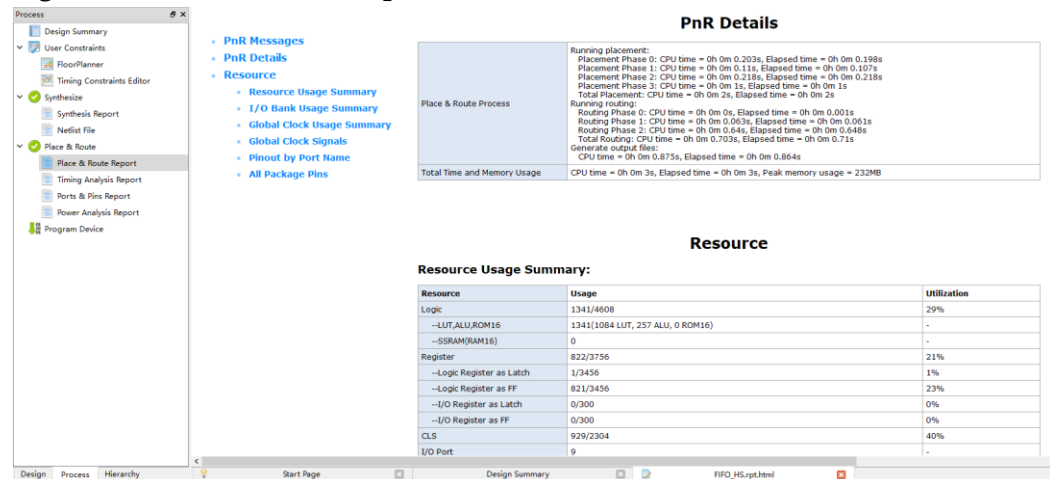 Process
Design Summary
User Constraints
FloorPlanner
Timing Constraints Editor
Synthesize
Synthesis Report
Netlist File
Place & Route
Place & Route Report
Timing Analysis Report
Ports & Pins Report
Power Analysis Report
Program Device
Design Process Hierarchy
PnR Messages
PnR Details
Resource
Resource Usage Summary
I/O Bank Usage Summary
Global Clock Usage Summary
Global Clock Signals
Pinout by Port Name
All Package Pins
PnR Details
Place & Route Process
Running placement:
Placement Phase 0: CPU time = 0h 0m 0.203s, Elapsed time = 0h 0m 0.198s
Placement Phase 1: CPU time = 0h 0m 0.11s, Elapsed time = 0h 0m 0.107s
Placement Phase 2: CPU time = 0h 0m 0.218s, Elapsed time = 0h 0m 0.218s
Placement Phase 3: CPU time = 0h 0m 1s, Elapsed time = 0h 0m 1s
Total Placement: CPU time = 0h 0m 2s, Elapsed time = 0h 0m 2s
Running routing:
Routing Phase 0: CPU time = 0h 0m 0s, Elapsed time = 0h 0m 0.001s
Routing Phase 1: CPU time = 0h 0m 0.063s, Elapsed time = 0h 0m 0.061s
Routing Phase 2: CPU time = 0h 0m 0.64s, Elapsed time = 0h 0m 0.648s
Total Routing: CPU time = 0h 0m 0.703s, Elapsed time = 0h 0m 0.71s
Generate output files:
CPU time = 0h 0m 0.875s, Elapsed time = 0h 0m 0.864s
Total Time and Memory Usage CPU time = 0h 0m 3s, Elapsed time = 0h 0m 3s, Peak memory usage = 232MB
Resource
Resource Usage Summary:
Resource Usage Utilization
Logic 1341/4608 29%
--LUT,ALU,ROM16 1341(1084 LUT, 257 ALU, 0 ROM16) -
--SSRAM(RAM16) 0 -
Register 822/3756 21%
--Logic Register as Latch 1/3456 1%
--Logic Register as FF 821/3456 23%
--I/O Register as Latch 0/300 0%
--I/O Register as FF 0/300 0%
CLS 929/2304 40%
I/O Port 9 -
Start Page Design Summary FIFO_HS.rpt.html